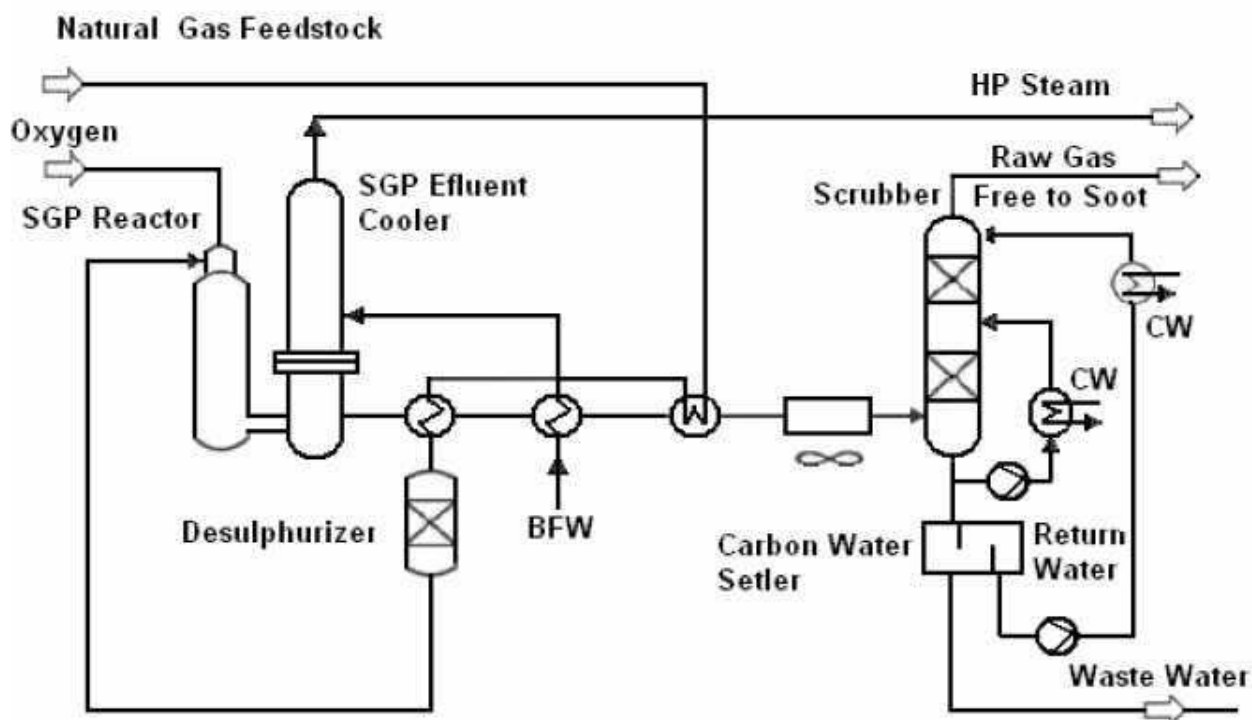 Natural Gas Feedstock
HP Steam
Oxygen
Raw Gas
Free to Soot
SGP Efluent
Cooler
Scrubber
SGP Reactor
CW
CW
Desulphurizer
BFW
Carbon Water
Setler
Return
Water
Waste Water